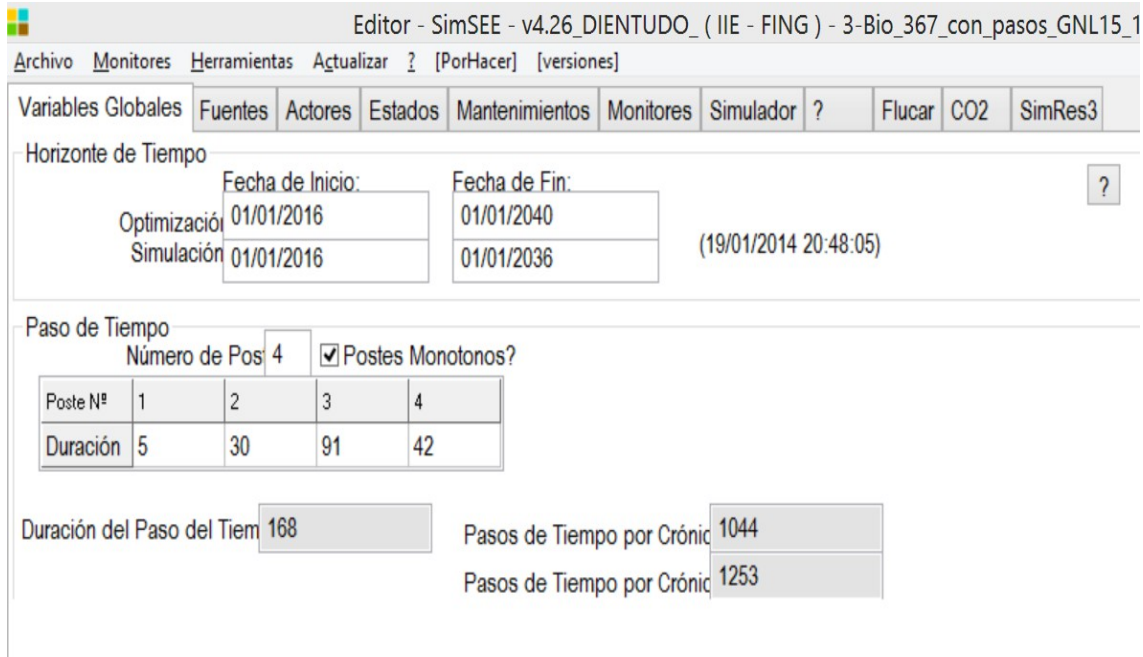 Editor - SimSEE - v4.26_DIENTUDO_ ( IIE - FING ) - 3-Bio_367_con_pasos_GNL15_1
Archivo Monitores Herramientas Actualizar ? [PorHacer] [versiones]
Variables Globales Fuentes Actores Estados Mantenimientos Monitores Simulador ? Flucar CO2 SimRes3
Horizonte de Tiempo
Fecha de Inicio: Fecha de Fin: ?
Optimización 01/01/2016 01/01/2040
Simulación 01/01/2016 01/01/2036 (19/01/2014 20:48:05)
Paso de Tiempo
Número de Post 4 Postes Monotonos?
Poste Nº 1 2 3 4
Duración 5 30 91 42
Duración del Paso del Tiem 168 Pasos de Tiempo por Crónic 1044
Pasos de Tiempo por Crónic 1253